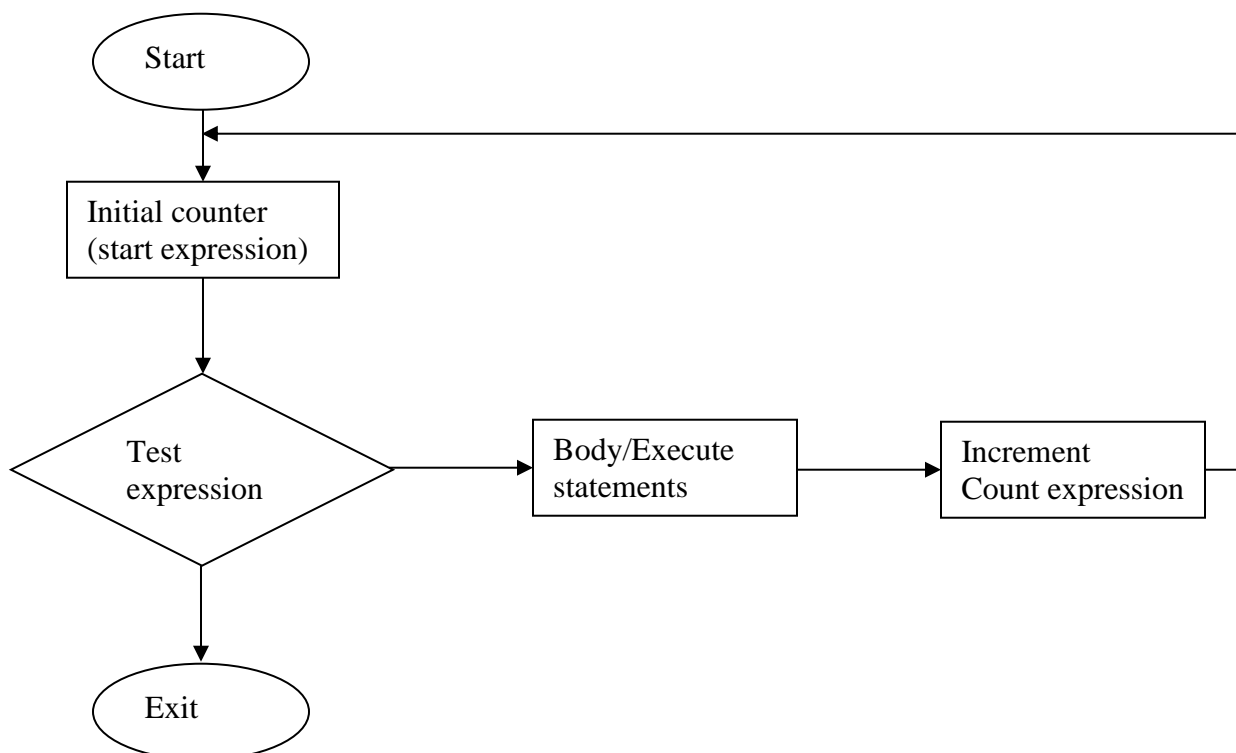 Start
Initial counter
(start expression)
Test
expression
Body/Execute
statements
Increment
Count expression
Exit